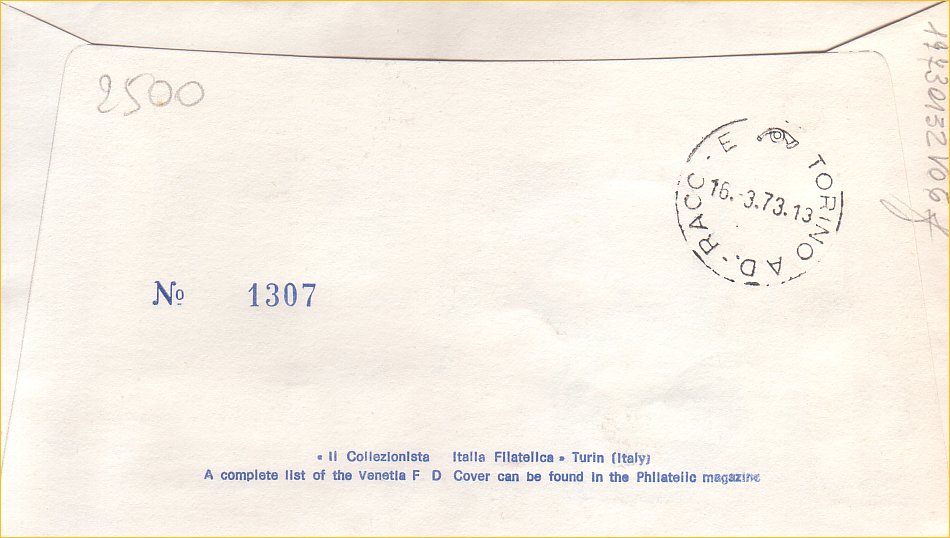 2500
RACC. E TORINO A.D.
16.-3.73.13
No 1307
« Il Collezionista Italia Filatelica » Turin (Italy)
A complete list of the Venetia F D Cover can be found in the Philatelic magazine